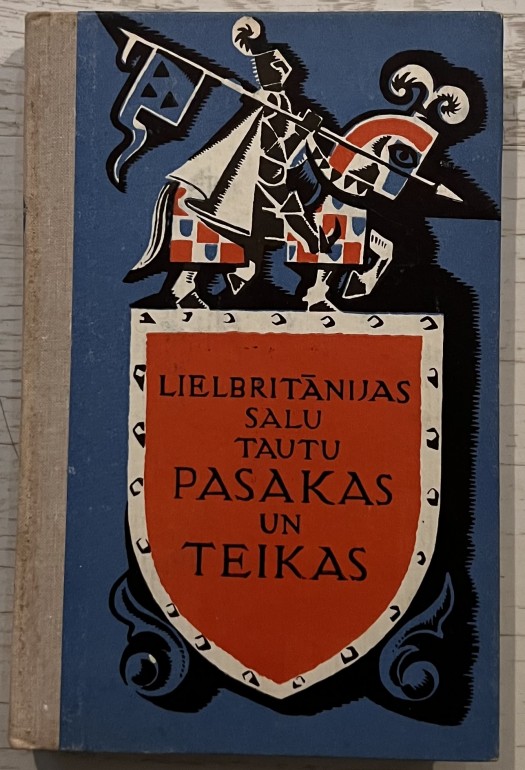 LIELBRITĀNIJAS
SALU
TAUTU
PASAKAS
UN
TEIKAS